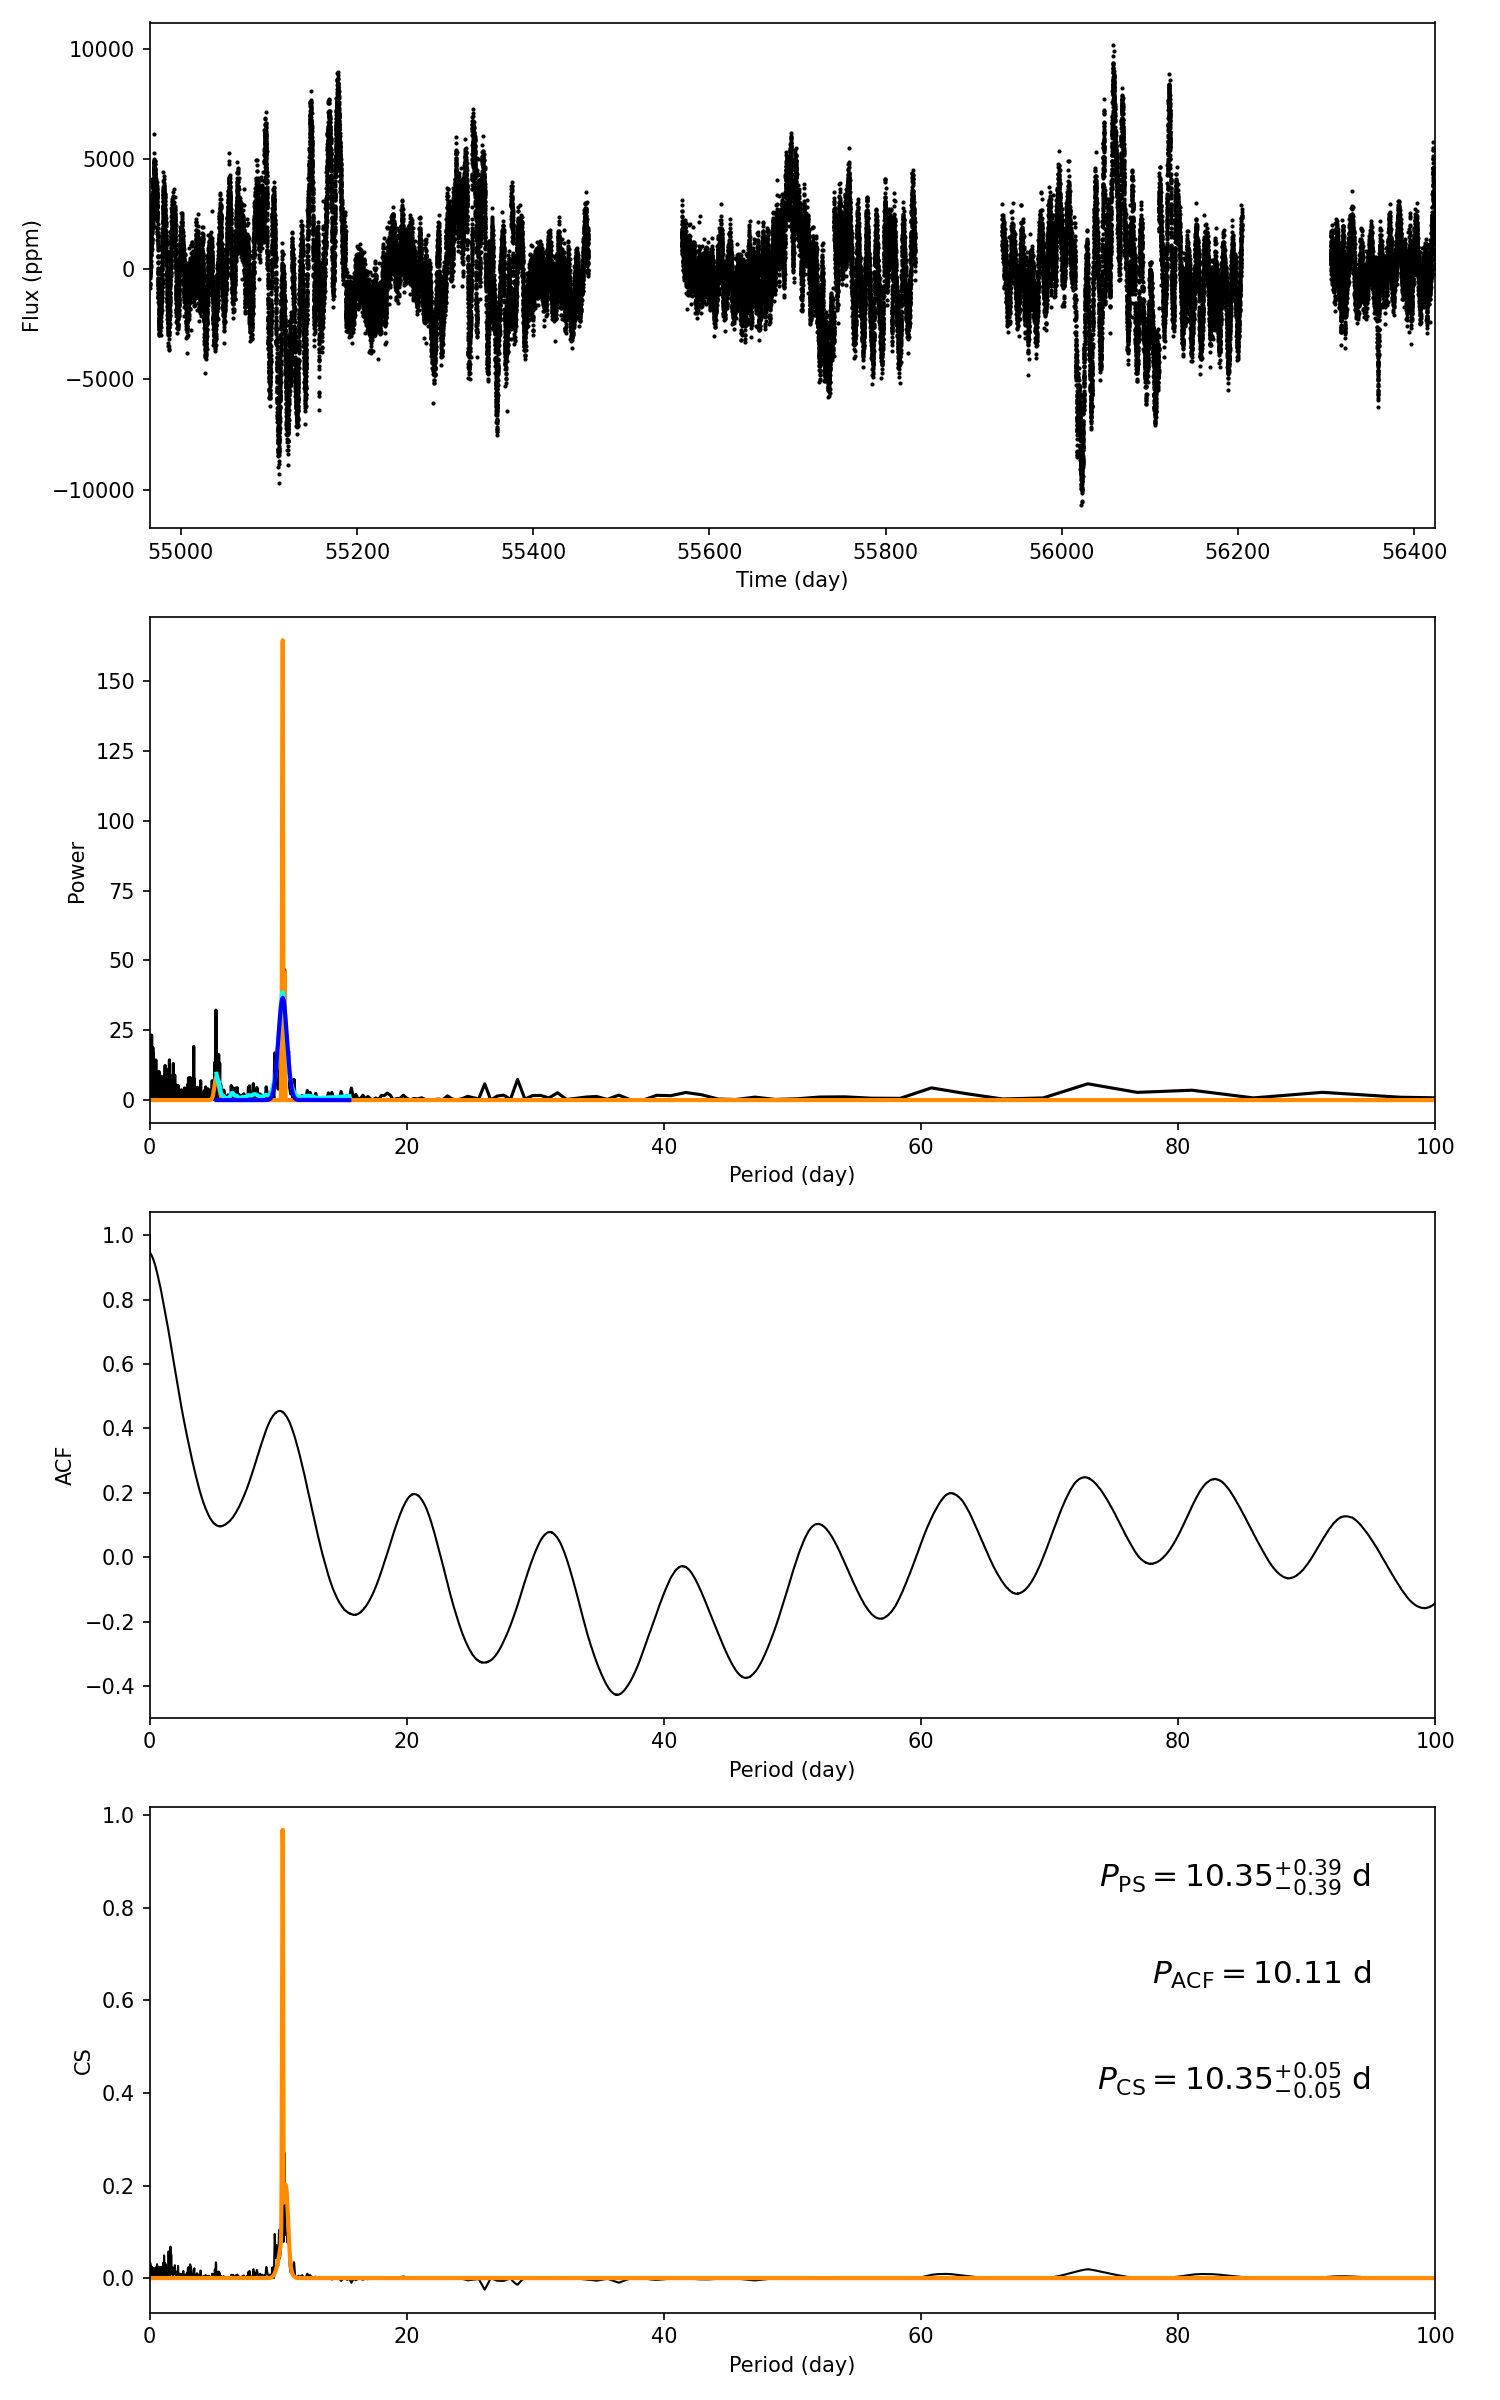 10000
5000
0
−5000
−10000
Flux (ppm)
55000 55200 55400 55600 55800 56000 56200 56400
Time (day)
150
125
100
75
50
25
0
Power
0 20 40 60 80 100
Period (day)
1.0
0.8
0.6
0.4
0.2
0.0
−0.2
−0.4
ACF
0 20 40 60 80 100
Period (day)
1.0
0.8
0.6
0.4
0.2
0.0
CS
P_PS = 10.35^{+0.39}_{−0.39} d
P_ACF = 10.11 d
P_CS = 10.35^{+0.05}_{−0.05} d
0 20 40 60 80 100
Period (day)